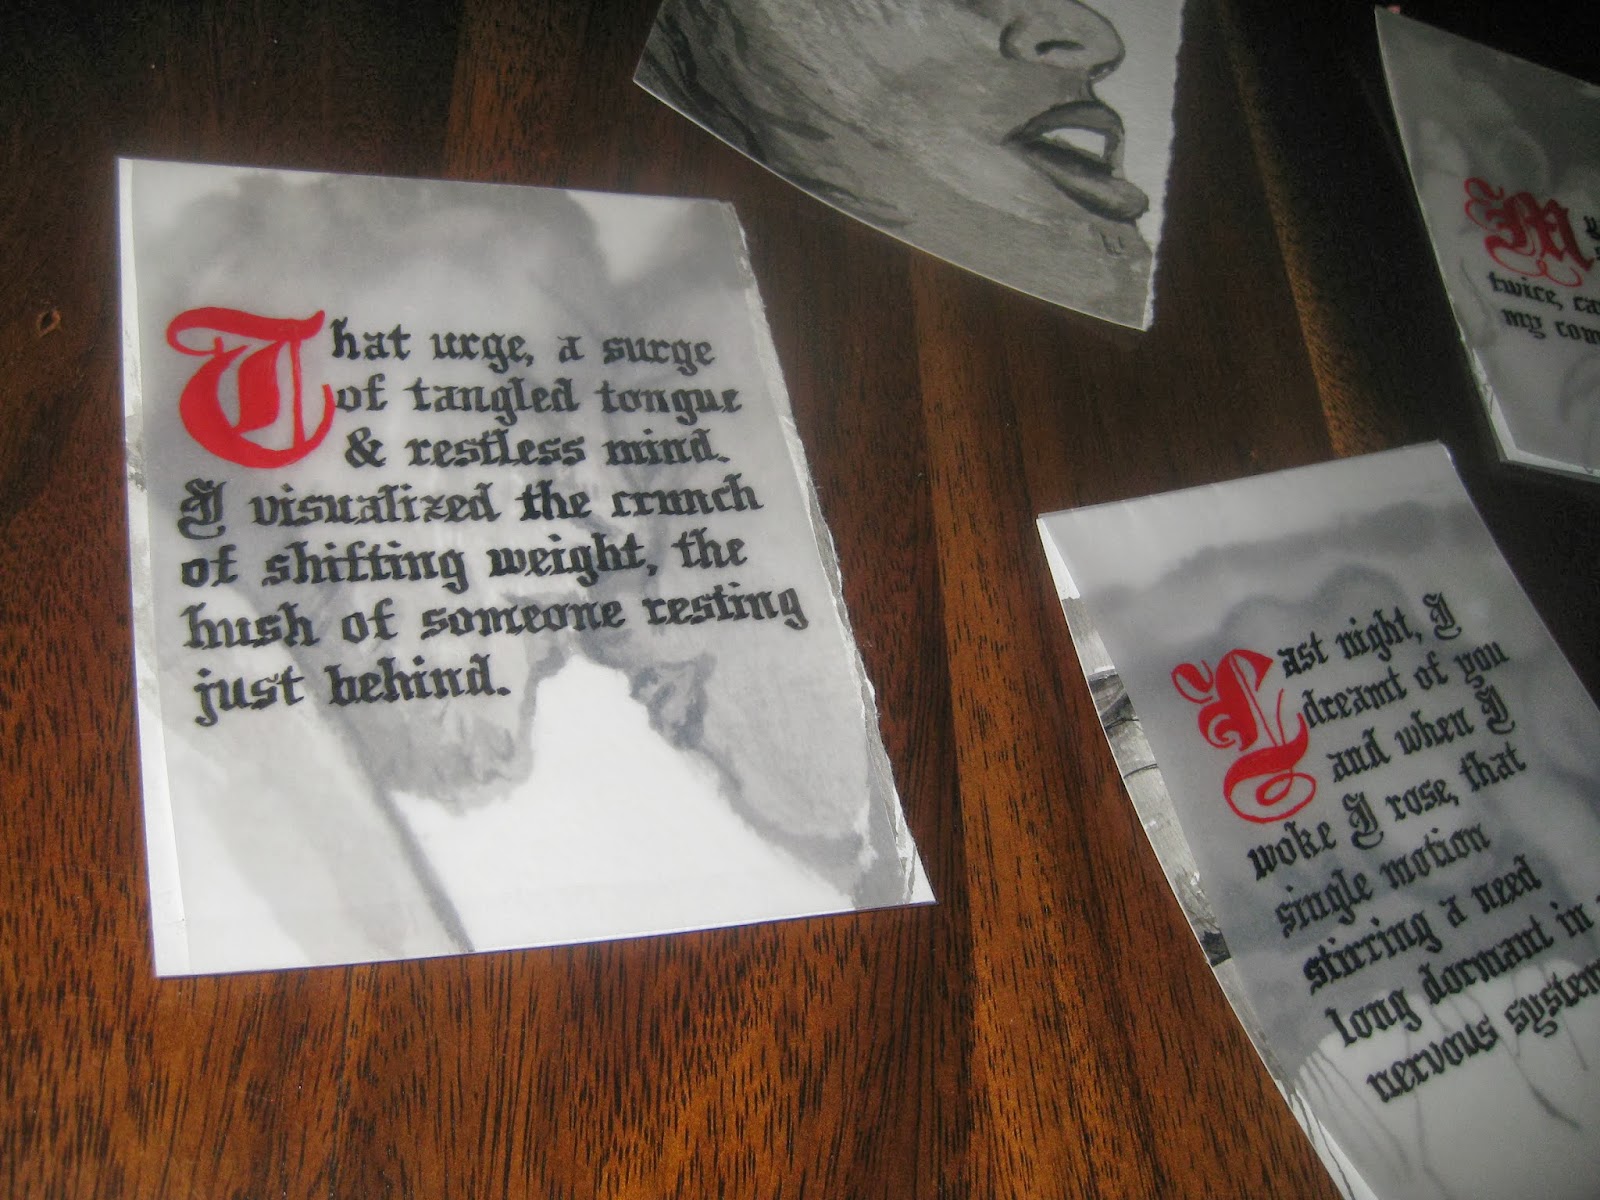 That urge, a surge
of tangled tongue
& restless mind.
I visualized the crunch
of shifting weight, the
hush of someone resting
just behind.
Last night, I
dreamt of you
and when I
woke I rose, that
single motion
stirring a need
long dormant in
nervous system
twice,
my